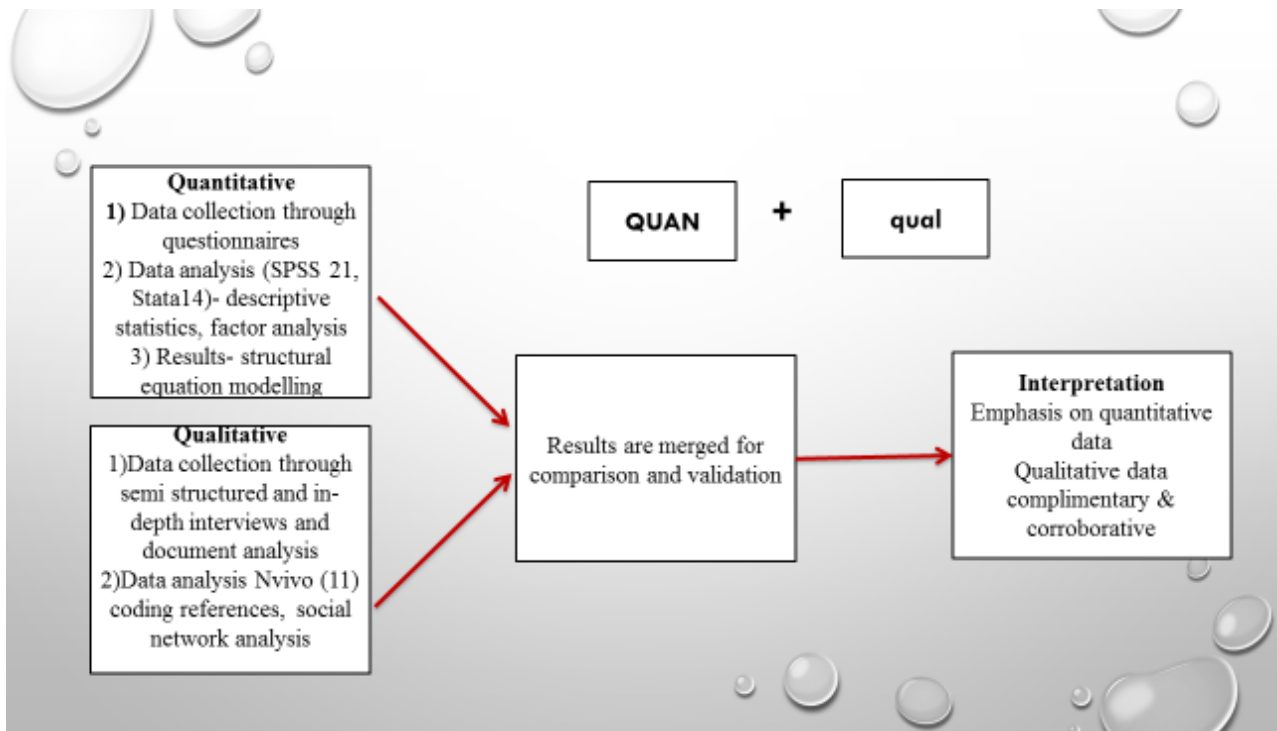 Quantitative
1) Data collection through
questionnaires
2) Data analysis (SPSS 21,
Stata14)- descriptive
statistics, factor analysis
3) Results- structural
equation modelling
Qualitative
1)Data collection through
semi structured and in-
depth interviews and
document analysis
2)Data analysis Nvivo (11)
coding references, social
network analysis
QUAN
+
qual
Results are merged for
comparison and validation
Interpretation
Emphasis on quantitative
data
Qualitative data
complimentary &
corroborative